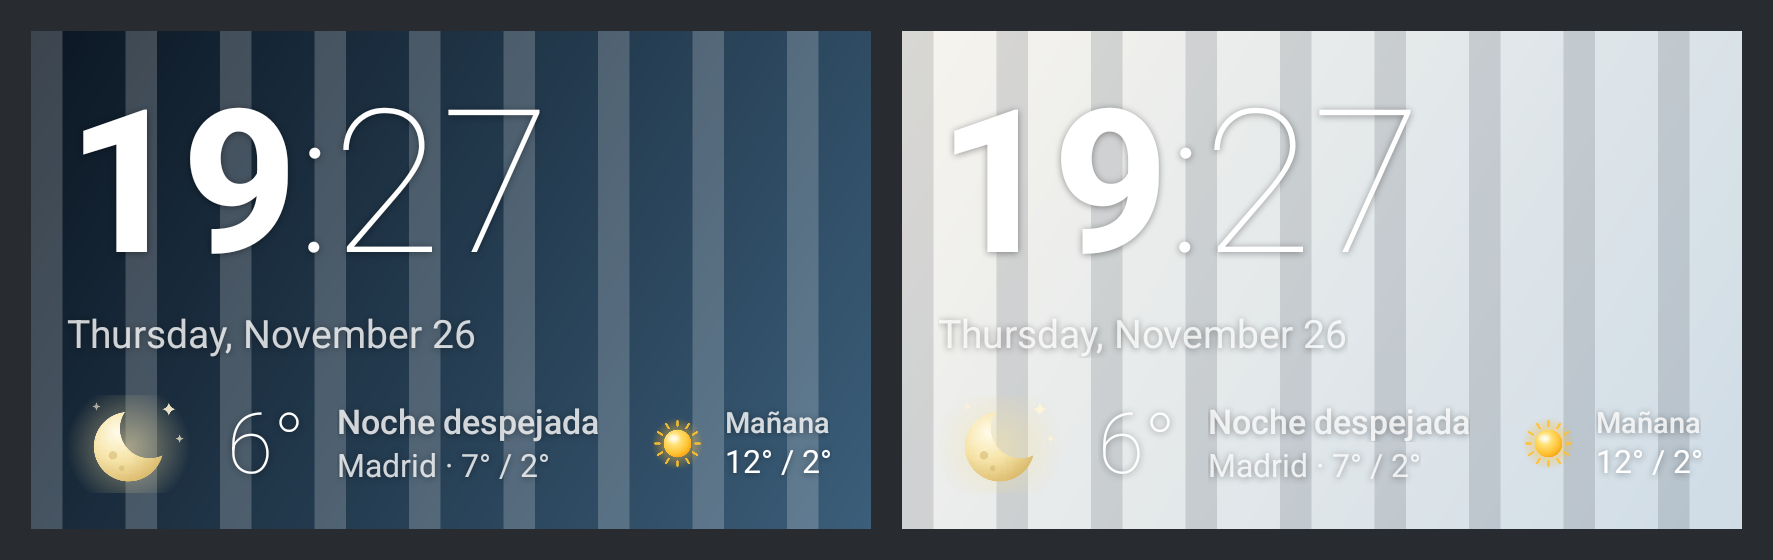 19:27
Thursday, November 26
6°
Noche despejada
Madrid · 7° / 2°
Mañana
12° / 2°
19:27
Thursday, November 26
6°
Noche despejada
Madrid · 7° / 2°
Mañana
12° / 2°